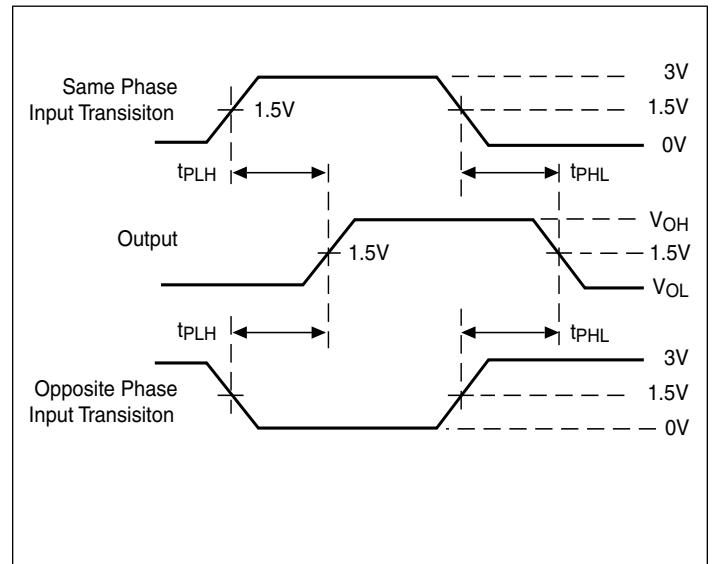 Same Phase
Input Transisiton
1.5V
3V
1.5V
0V
tPLH
tPHL
Output
1.5V
VOH
1.5V
VOL
tPLH
tPHL
Opposite Phase
Input Transisiton
3V
1.5V
0V